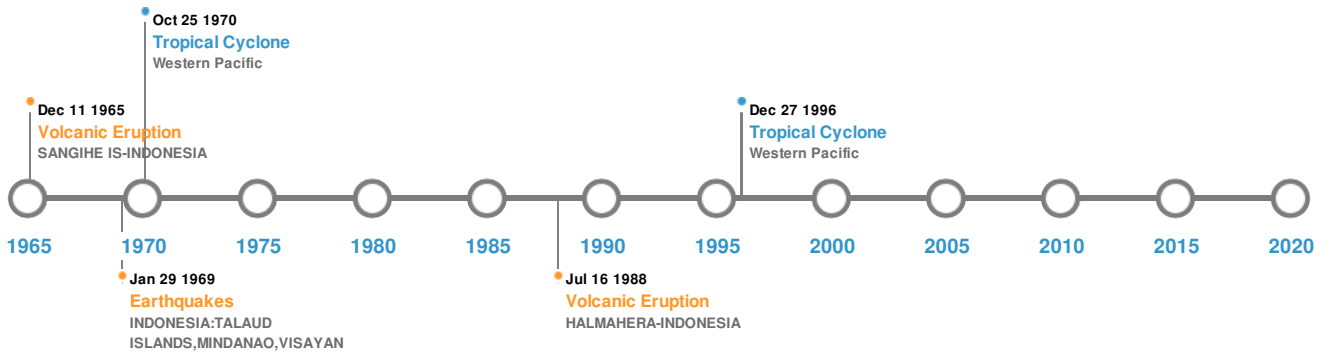 Oct 25 1970
Tropical Cyclone
Western Pacific
Dec 11 1965
Volcanic Eruption
SANGIHE IS-INDONESIA
Dec 27 1996
Tropical Cyclone
Western Pacific
1965 1970 1975 1980 1985 1990 1995 2000 2005 2010 2015 2020
Jan 29 1969
Earthquakes
INDONESIA:TALAUD
ISLANDS,MINDANAO,VISAYAN
Jul 16 1988
Volcanic Eruption
HALMAHERA-INDONESIA